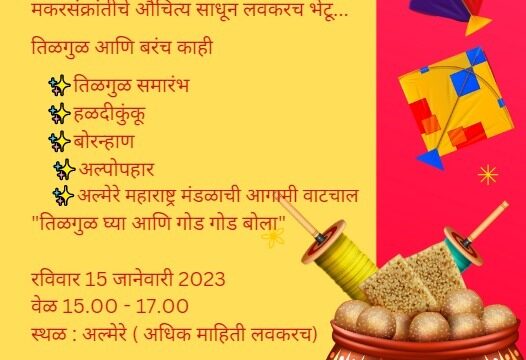 मकरसंक्रांतीचे औचित्य साधून लवकरच भेटू...
तिळगुळ आणि बरंच काही
तिळगुळ समारंभ
हळदीकुंकू
बोरन्हाण
अल्पोपहार
अल्मेरे महाराष्ट्र मंडळाची आगामी वाटचाल
"तिळगुळ घ्या आणि गोड गोड बोला"
रविवार 15 जानेवारी 2023
वेळ 15.00 - 17.00
स्थळ : अल्मेरे ( अधिक माहिती लवकरच)